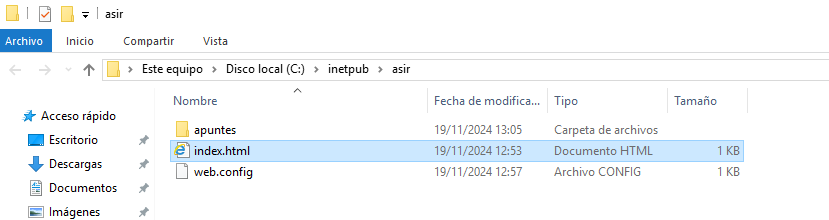 asir
Archivo Inicio Compartir Vista
Este equipo Disco local (C:) inetpub asir
Nombre Fecha de modifica... Tipo Tamaño
Acceso rápido
Escritorio
Descargas
Documentos
Imágenes
apuntes 19/11/2024 13:05 Carpeta de archivos
index.html 19/11/2024 12:53 Documento HTML 1 KB
web.config 19/11/2024 12:57 Archivo CONFIG 1 KB